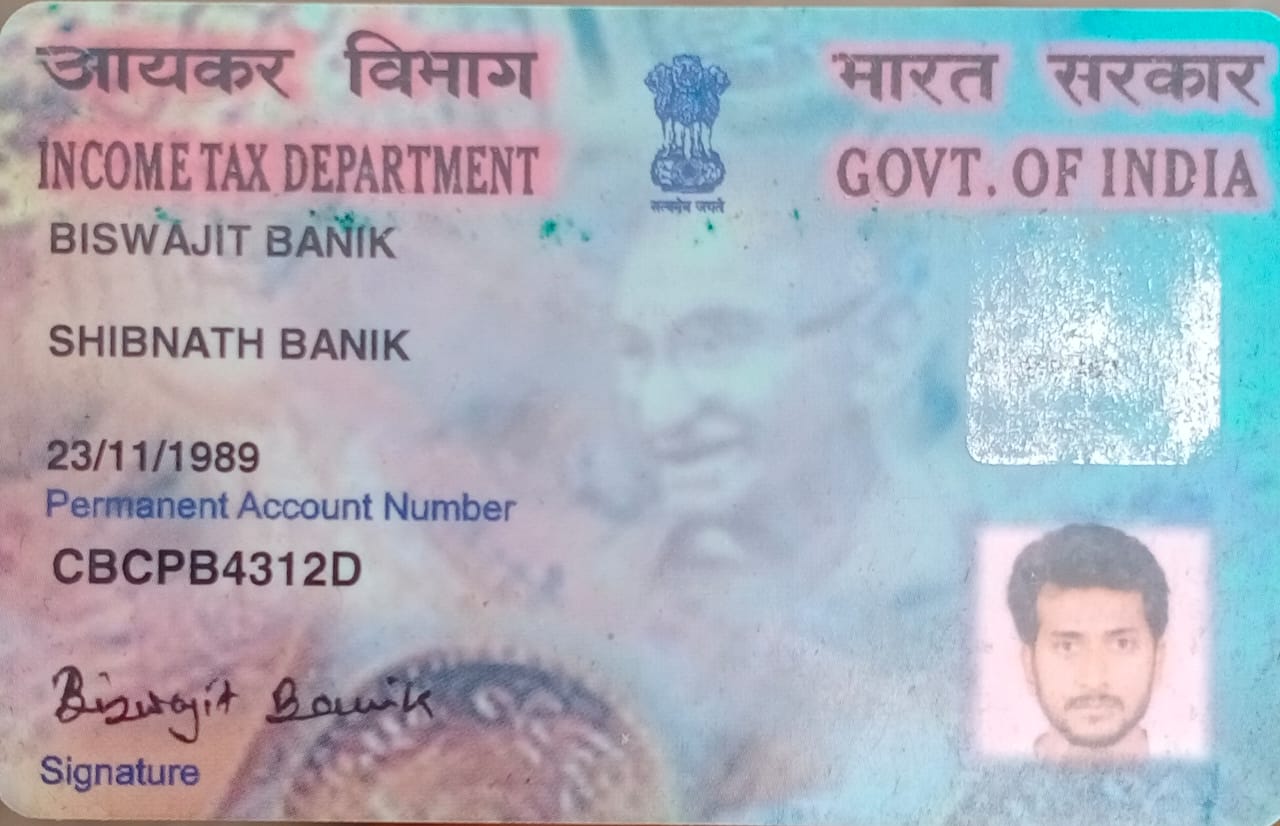 आयकर विभाग
भारत सरकार
INCOME TAX DEPARTMENT
GOVT. OF INDIA
सत्यमेव जयते
BISWAJIT BANIK
SHIBNATH BANIK
23/11/1989
Permanent Account Number
CBCPB4312D
Biswajit Banik
Signature